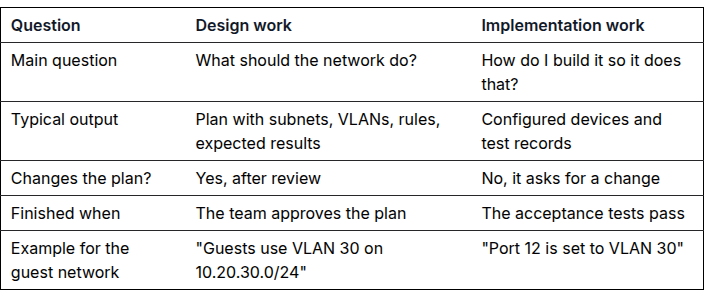 Question Design work Implementation work
Main question What should the network do? How do I build it so it does
that?
Typical output Plan with subnets, VLANs, rules, Configured devices and
expected results test records
Changes the plan? Yes, after review No, it asks for a change
Finished when The team approves the plan The acceptance tests pass
Example for the "Guests use VLAN 30 on "Port 12 is set to VLAN 30"
guest network 10.20.30.0/24"